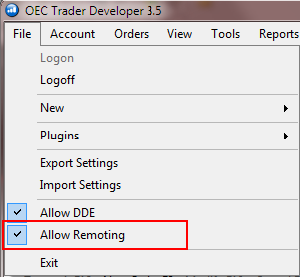 OEC Trader Developer 3.5
File Account Orders View Tools Reports
Logon
Logoff
New
Plugins
Export Settings
Import Settings
Allow DDE
Allow Remoting
Exit